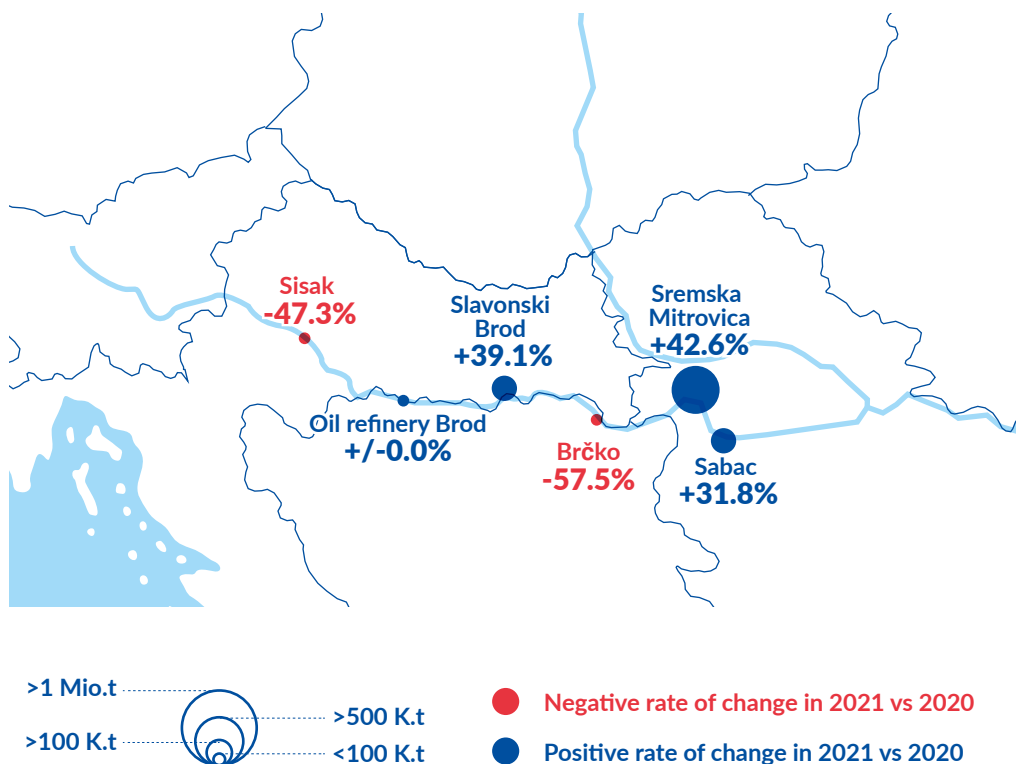 Sisak
-47.3%
Slavonski
Brod
+39.1%
Sremska
Mitrovica
+42.6%
Oil refinery Brod
+/-0.0%
Brčko
-57.5%
Sabac
+31.8%
>1 Mio.t
>500 K.t
>100 K.t
<100 K.t
Negative rate of change in 2021 vs 2020
Positive rate of change in 2021 vs 2020